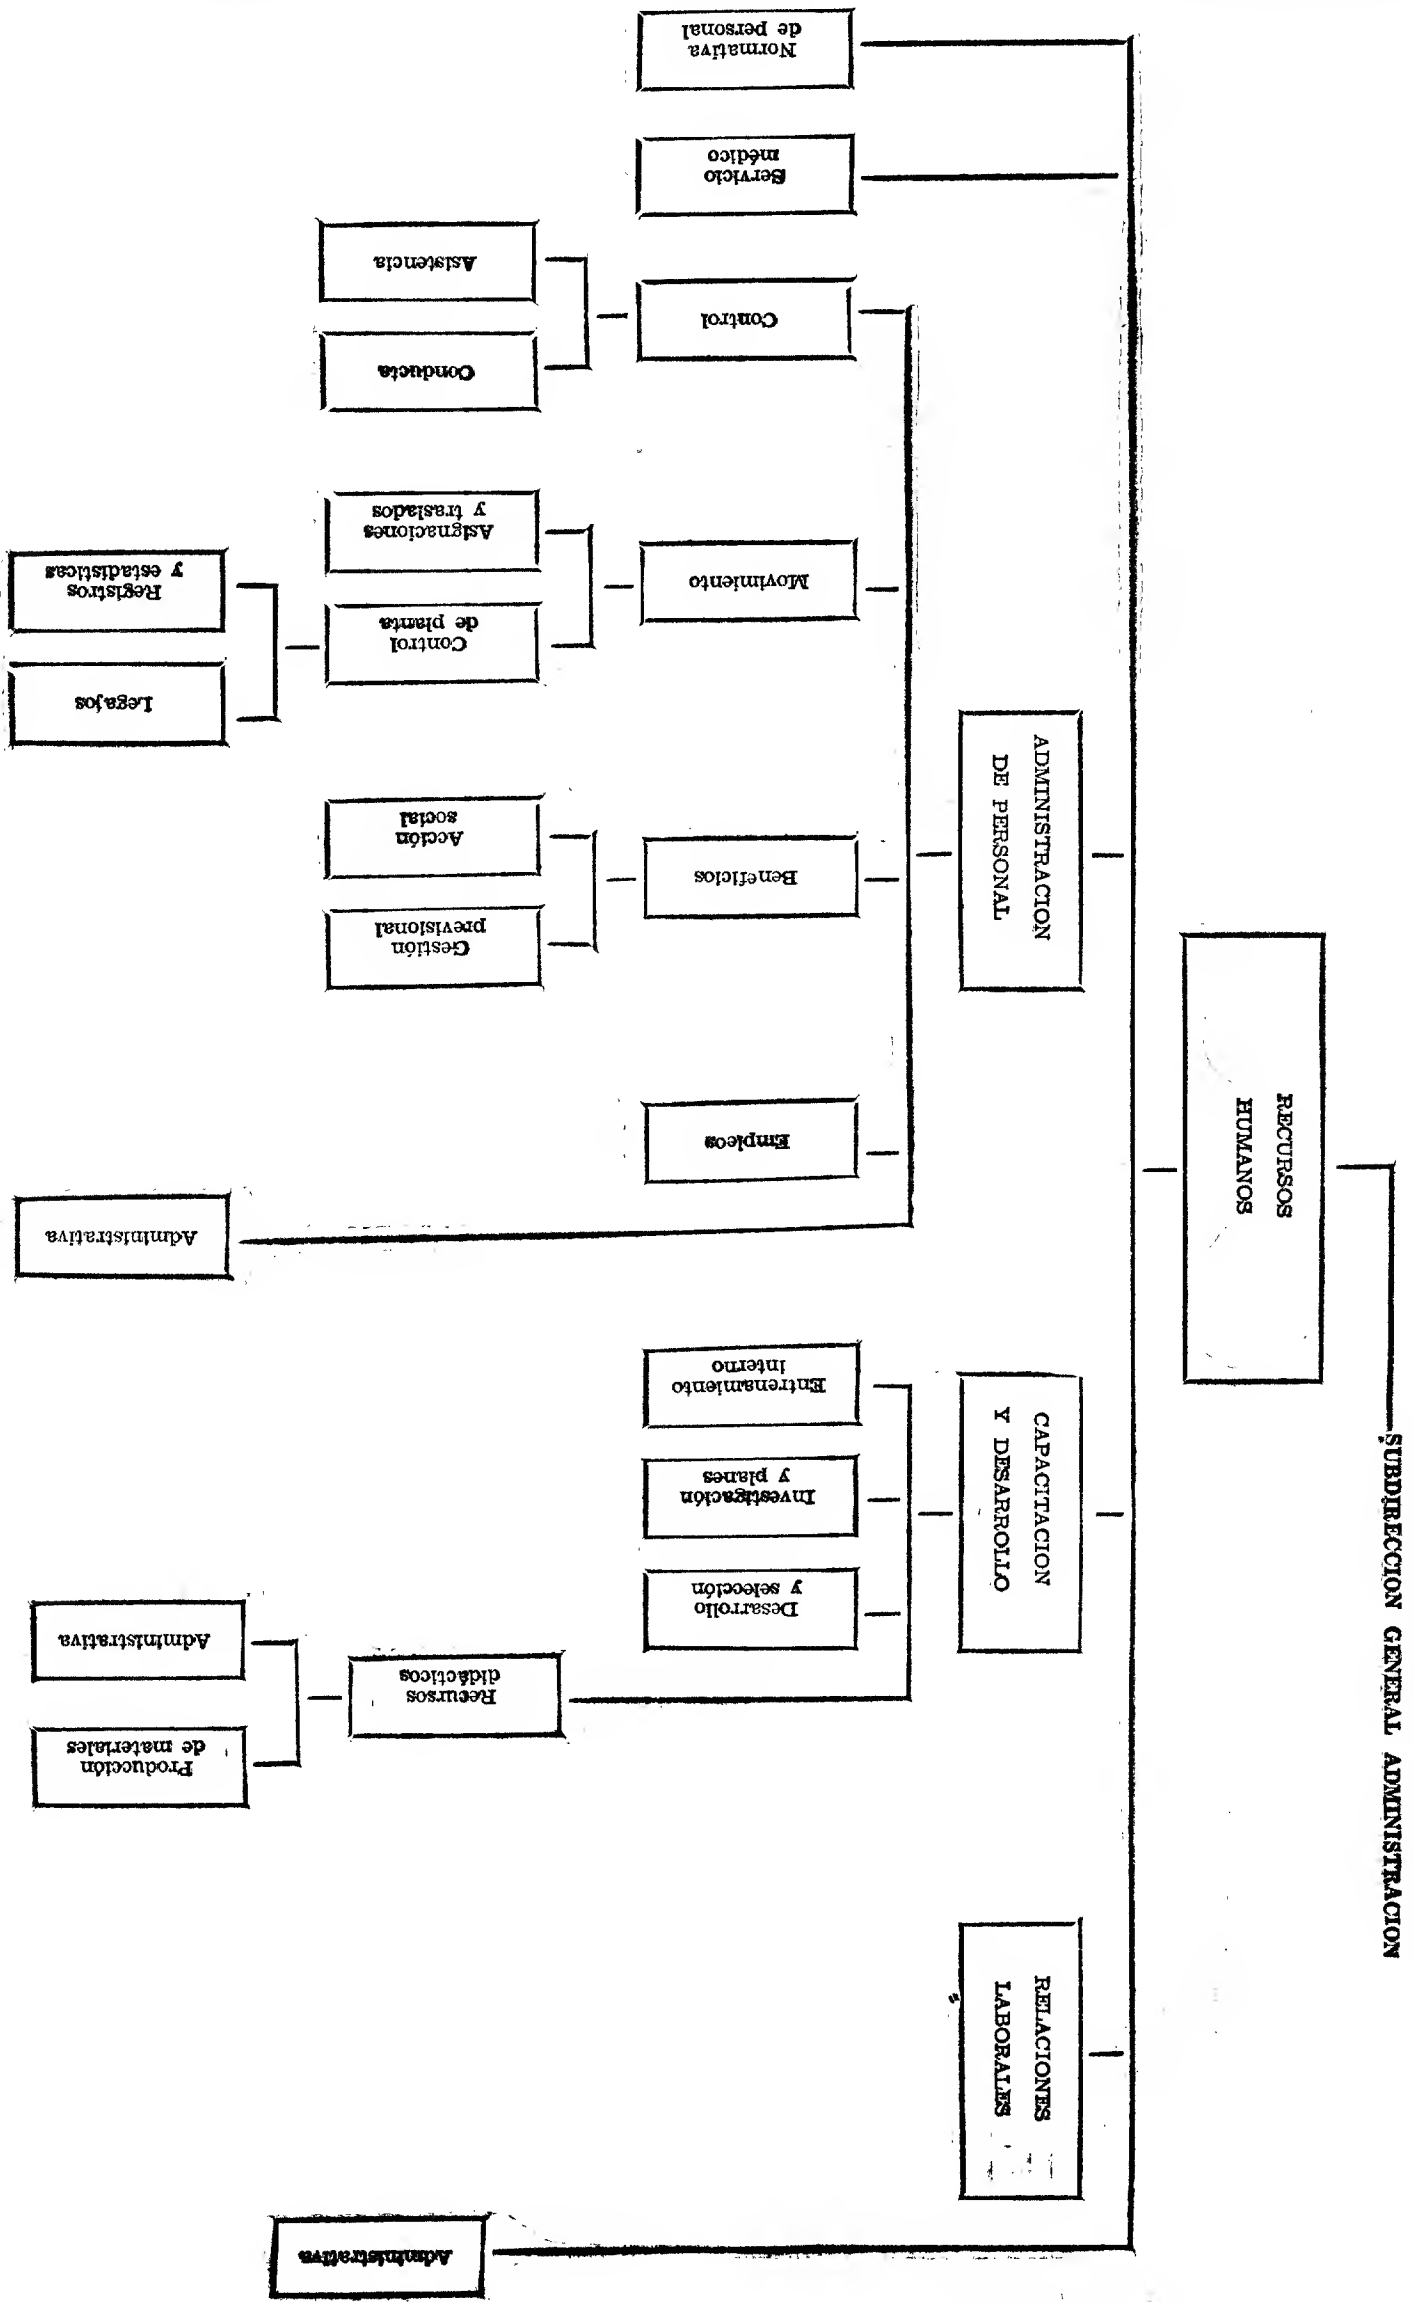 SUBDIRECCION GENERAL ADMINISTRACION
RECURSOS
HUMANOS
ADMINISTRACION
DE PERSONAL
CAPACITACION
Y DESARROLLO
RELACIONES
LABORALES
Normativa
de personal
Servicio
médico
Control
Asistencia
Conducta
Movimiento
Asignaciones
y traslados
Control
de planta
Registros
y estadísticas
Legajos
Beneficios
Acción
social
Gestión
previsional
Empleos
Administrativa
Entrenamiento
interno
Investigación
y planes
Desarrollo
y selección
Recursos
didácticos
Administrativa
Producción
de materiales
Administrativa